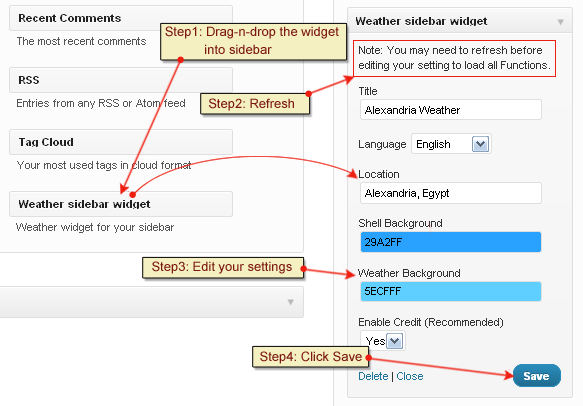 Recent Comments
The most recent comments
RSS
Entries from any RSS or Atom feed
Tag Cloud
Your most used tags in cloud format
Weather sidebar widget
Weather widget for your sidebar
Step1: Drag-n-drop the widget
into sidebar
Step2: Refresh
Step3: Edit your settings
Step4: Click Save
Weather sidebar widget
Note: You may need to refresh before
editing your setting to load all Functions.
Title
Alexandria Weather
Language English
Location
Alexandria, Egypt
Shell Background
29A2FF
Weather Background
5ECFFF
Enable Credit (Recommended)
Yes
Delete | Close
Save